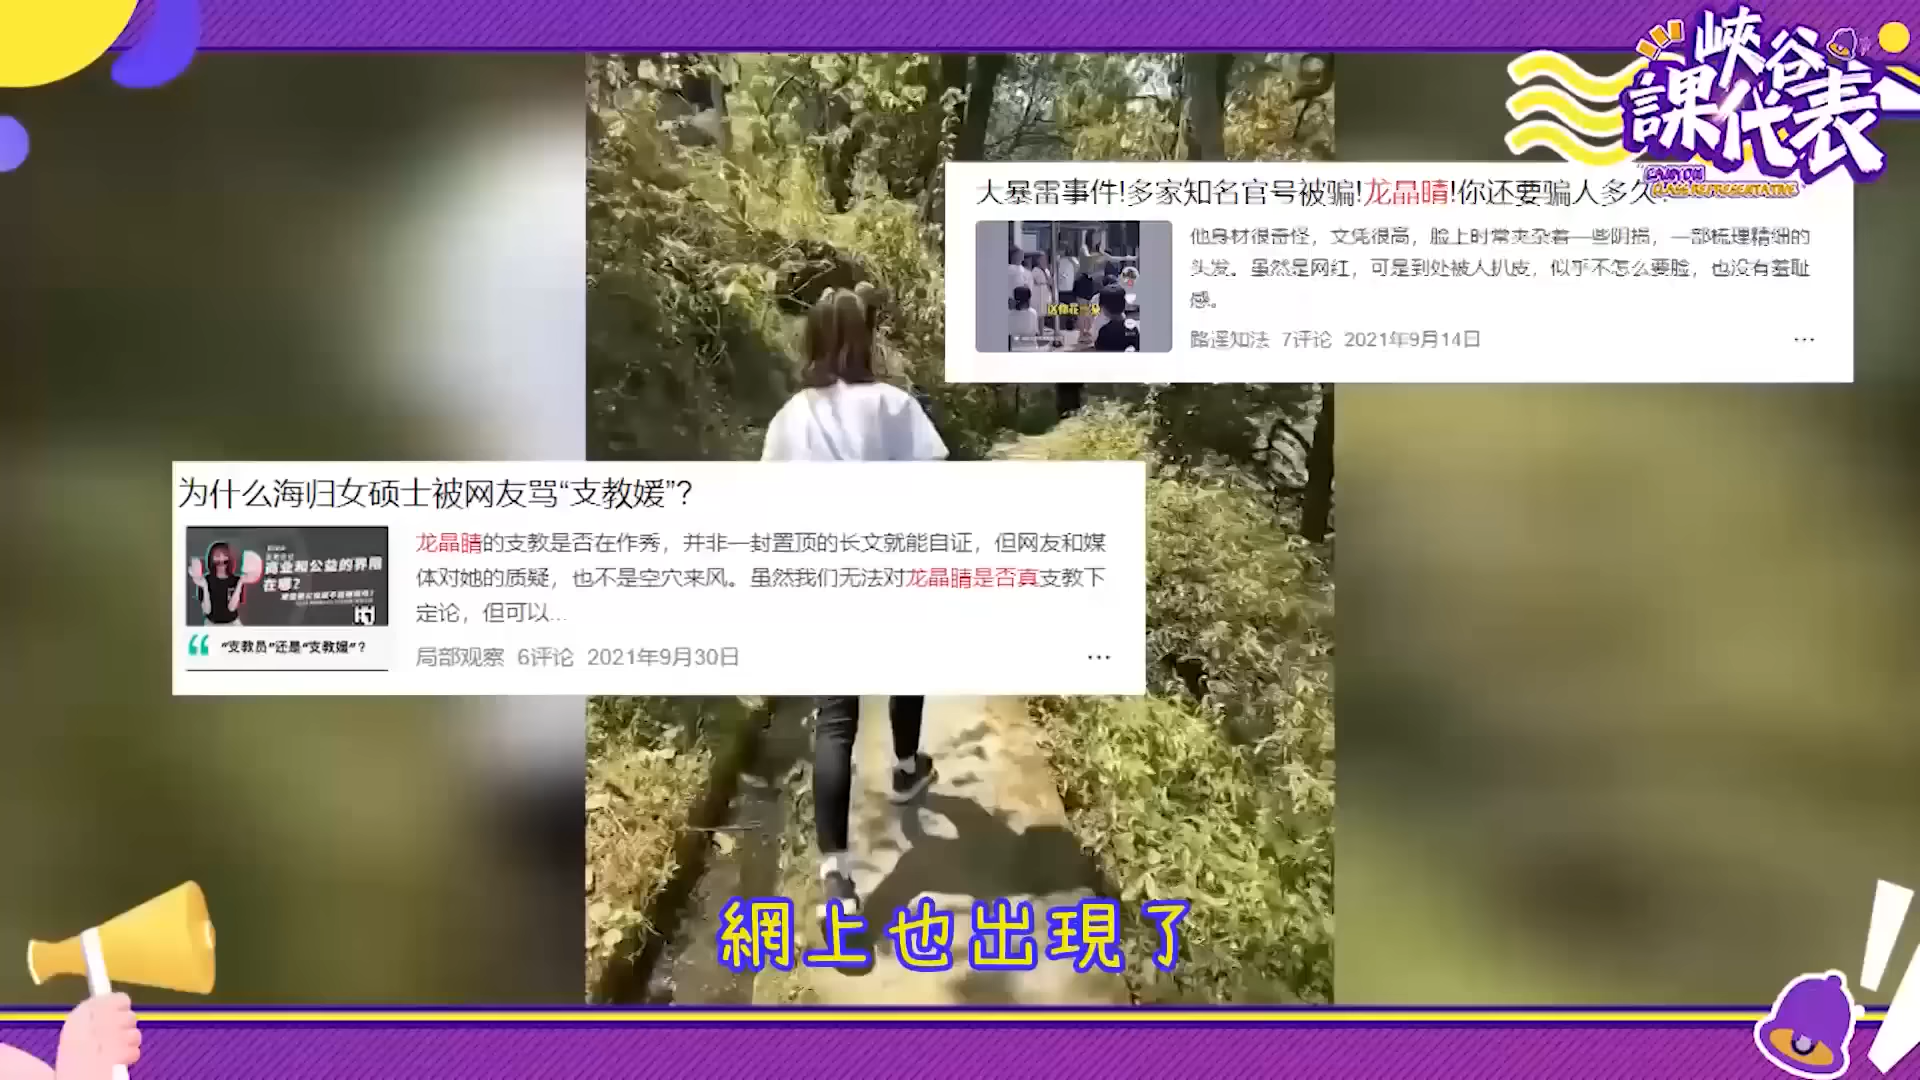 峽谷
課代表
CANYON
CLASS REPRESENTATIVE
大暴雷事件!多家知名官号被骗!龙晶晴!你还要骗人多久?
他身材很奇怪，文凭很高，脸上时常夹杂着一些阴损，一部梳理精细的
头发。虽然是网红，可是到处被人扒皮，似乎不怎么要脸，也没有羞耻
感。
路遥知法 7评论 2021年9月14日
...
为什么海归女硕士被网友骂“支教媛”?
龙晶睛的支教是否在作秀，并非一封置顶的长文就能自证，但网友和媒
体对她的质疑，也不是空穴来风。虽然我们无法对龙晶睛是否真支教下
定论，但可以...
商业和公益的界限
在哪?
“支教员”还是“支教媛”?
局部观察 6评论 2021年9月30日
...
網上也出現了